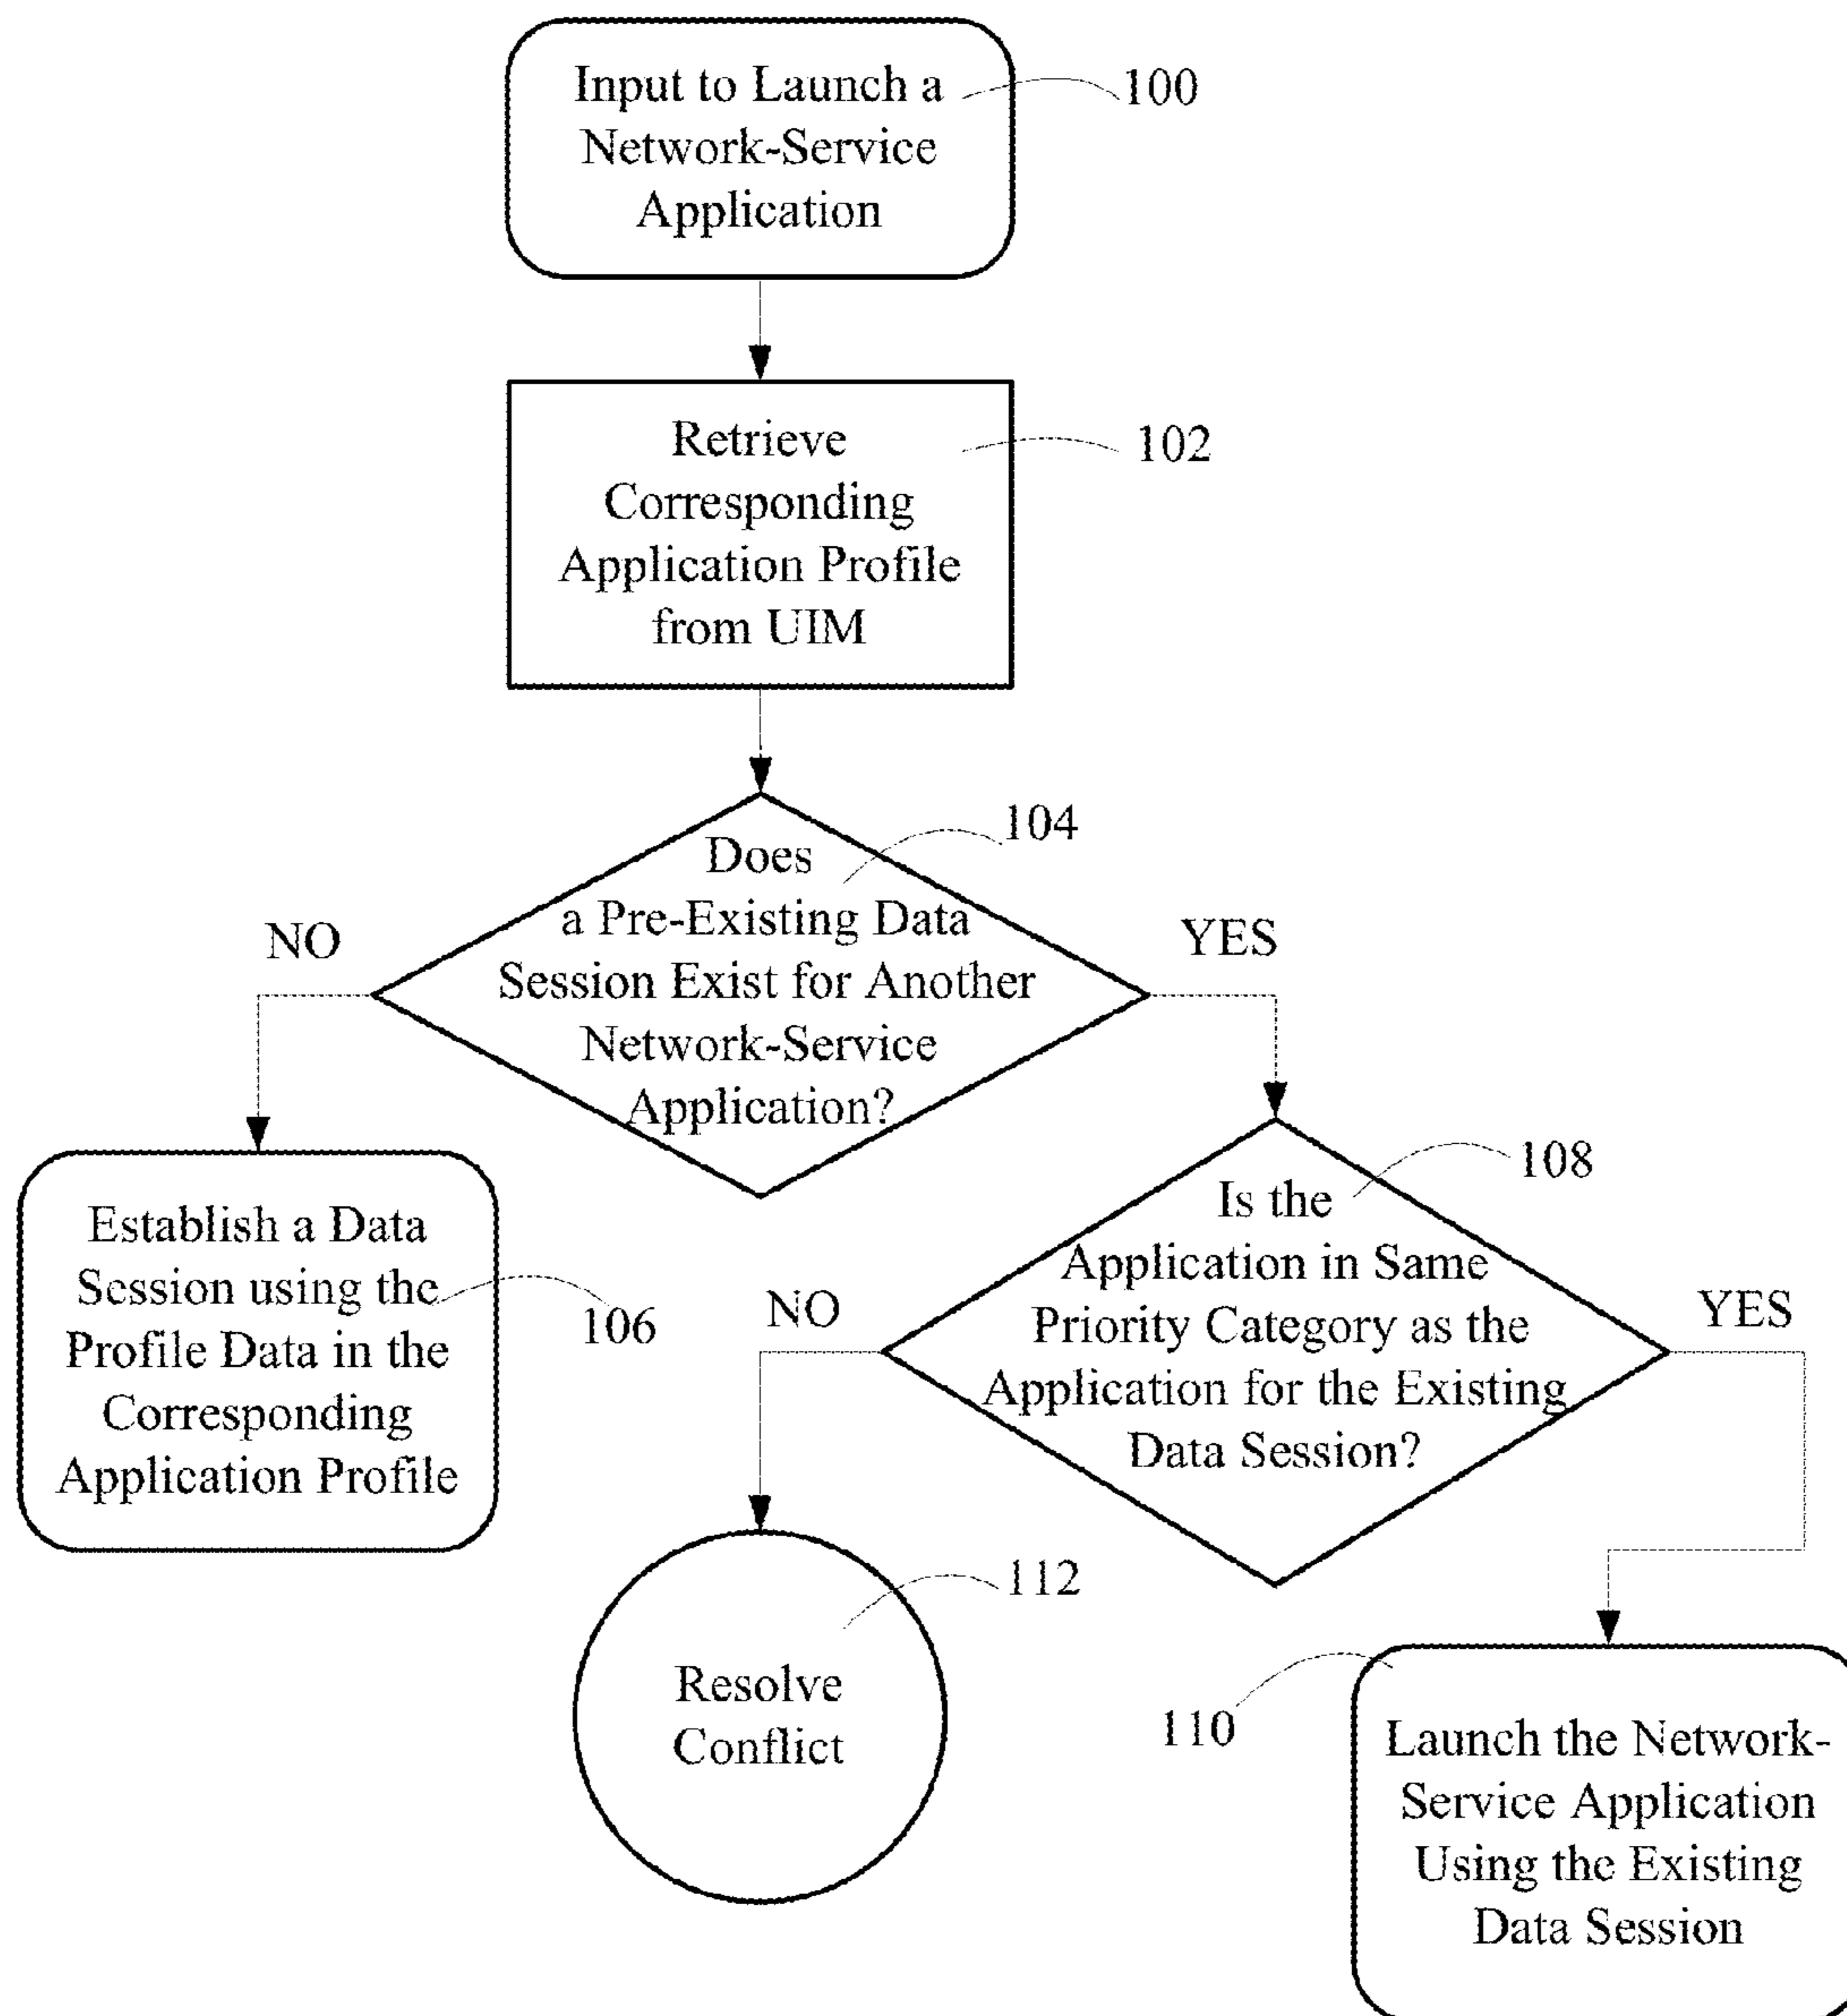 Input to Launch a
Network-Service
Application
100
Retrieve
Corresponding
Application Profile
from UIM
102
Does
a Pre-Existing Data
Session Exist for Another
Network-Service
Application?
104
NO
YES
Establish a Data
Session using the
Profile Data in the
Corresponding
Application Profile
106
Is the
Application in Same
Priority Category as the
Application for the Existing
Data Session?
108
NO
YES
Resolve
Conflict
112
110
Launch the Network-
Service Application
Using the Existing
Data Session